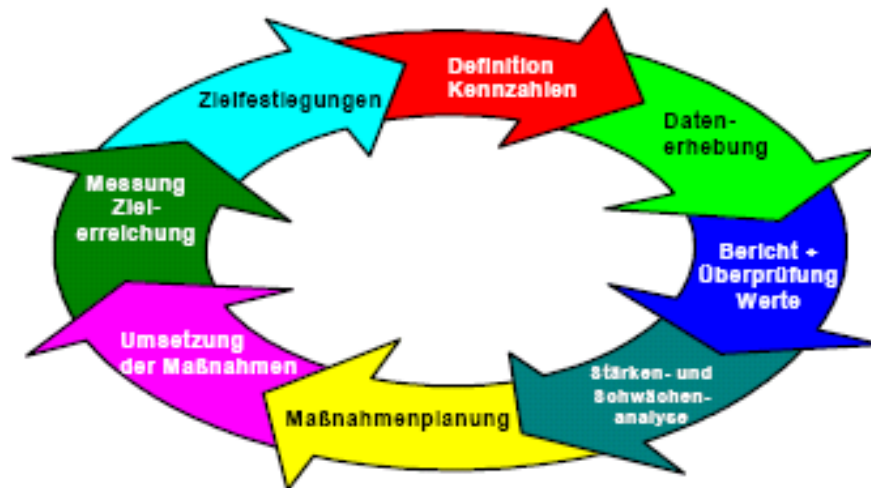 Zielfestlegungen
Definition
Kennzahlen
Daten-
erhebung
Bericht +
Überprüfung
Werte
Stärken- und
Schwächen-
analyse
Maßnahmenplanung
Umsetzung
der Maßnahmen
Messung
Ziel-
erreichung